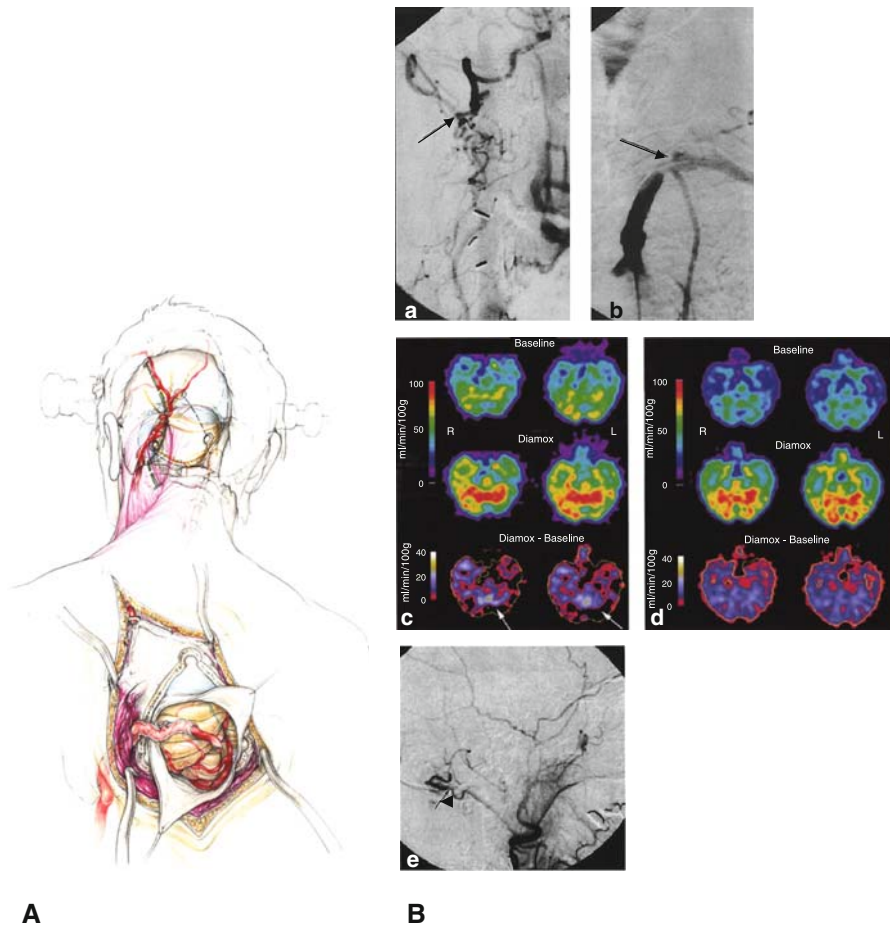 a
b
Baseline
100
50
0
ml/min/100g
R
L
Diamox
Diamox - Baseline
40
20
0
ml/min/100g
c
Baseline
100
50
0
ml/min/100g
R
L
Diamox
Diamox - Baseline
40
20
0
ml/min/100g
d
e
A
B